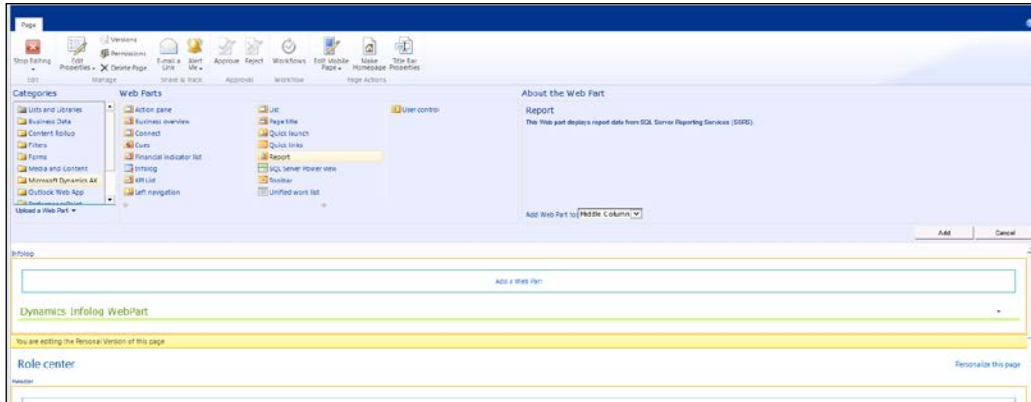 Page
Stop Editing
Edit Properties
Versions
Permissions
Delete Page
E-mail a Link
Alert Me
Approve
Reject
Workflows
Edit Mobile Page
Make Homepage
Title Bar Properties
Edit
Manage
Share & Track
Approval
Workflow
Page Actions
Categories
Lists and Libraries
Business Data
Content Rollup
Filters
Forms
Media and Content
Microsoft Dynamics AX
Outlook Web App
PerformancePoint
Upload a Web Part
Web Parts
Action pane
Business overview
Connect
Cues
Financial indicator list
Infolog
KPI List
Left navigation
List
Page title
Quick launch
Quick links
Report
SQL Server Power View
Toolbar
Unified work list
User control
About the Web Part
Report
This Web part displays report data from SQL Server Reporting Services (SSRS).
Add Web Part to: Middle Column
Add
Cancel
Infolog
Add a Web Part
Dynamics Infolog WebPart
You are editing the Personal Version of this page
Role center
Personalize this page
Header